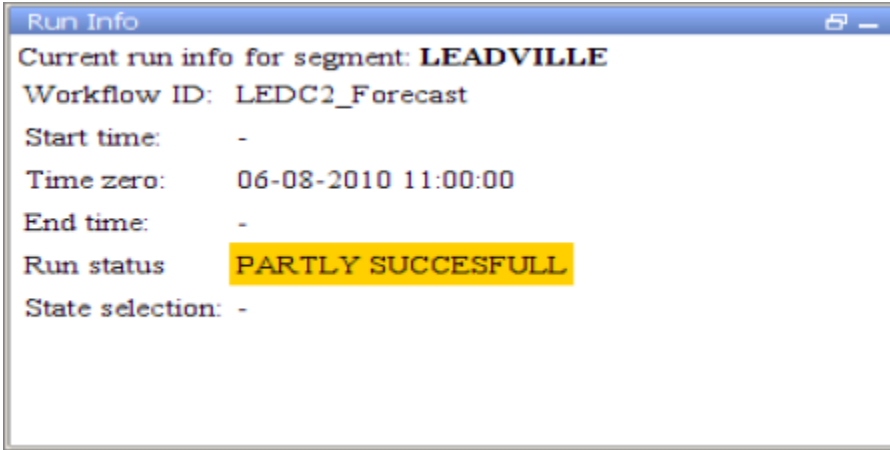 Run Info
Current run info for segment: LEADVILLE
Workflow ID: LEDC2_Forecast
Start time: -
Time zero: 06-08-2010 11:00:00
End time: -
Run status PARTLY SUCCESFULL
State selection: -